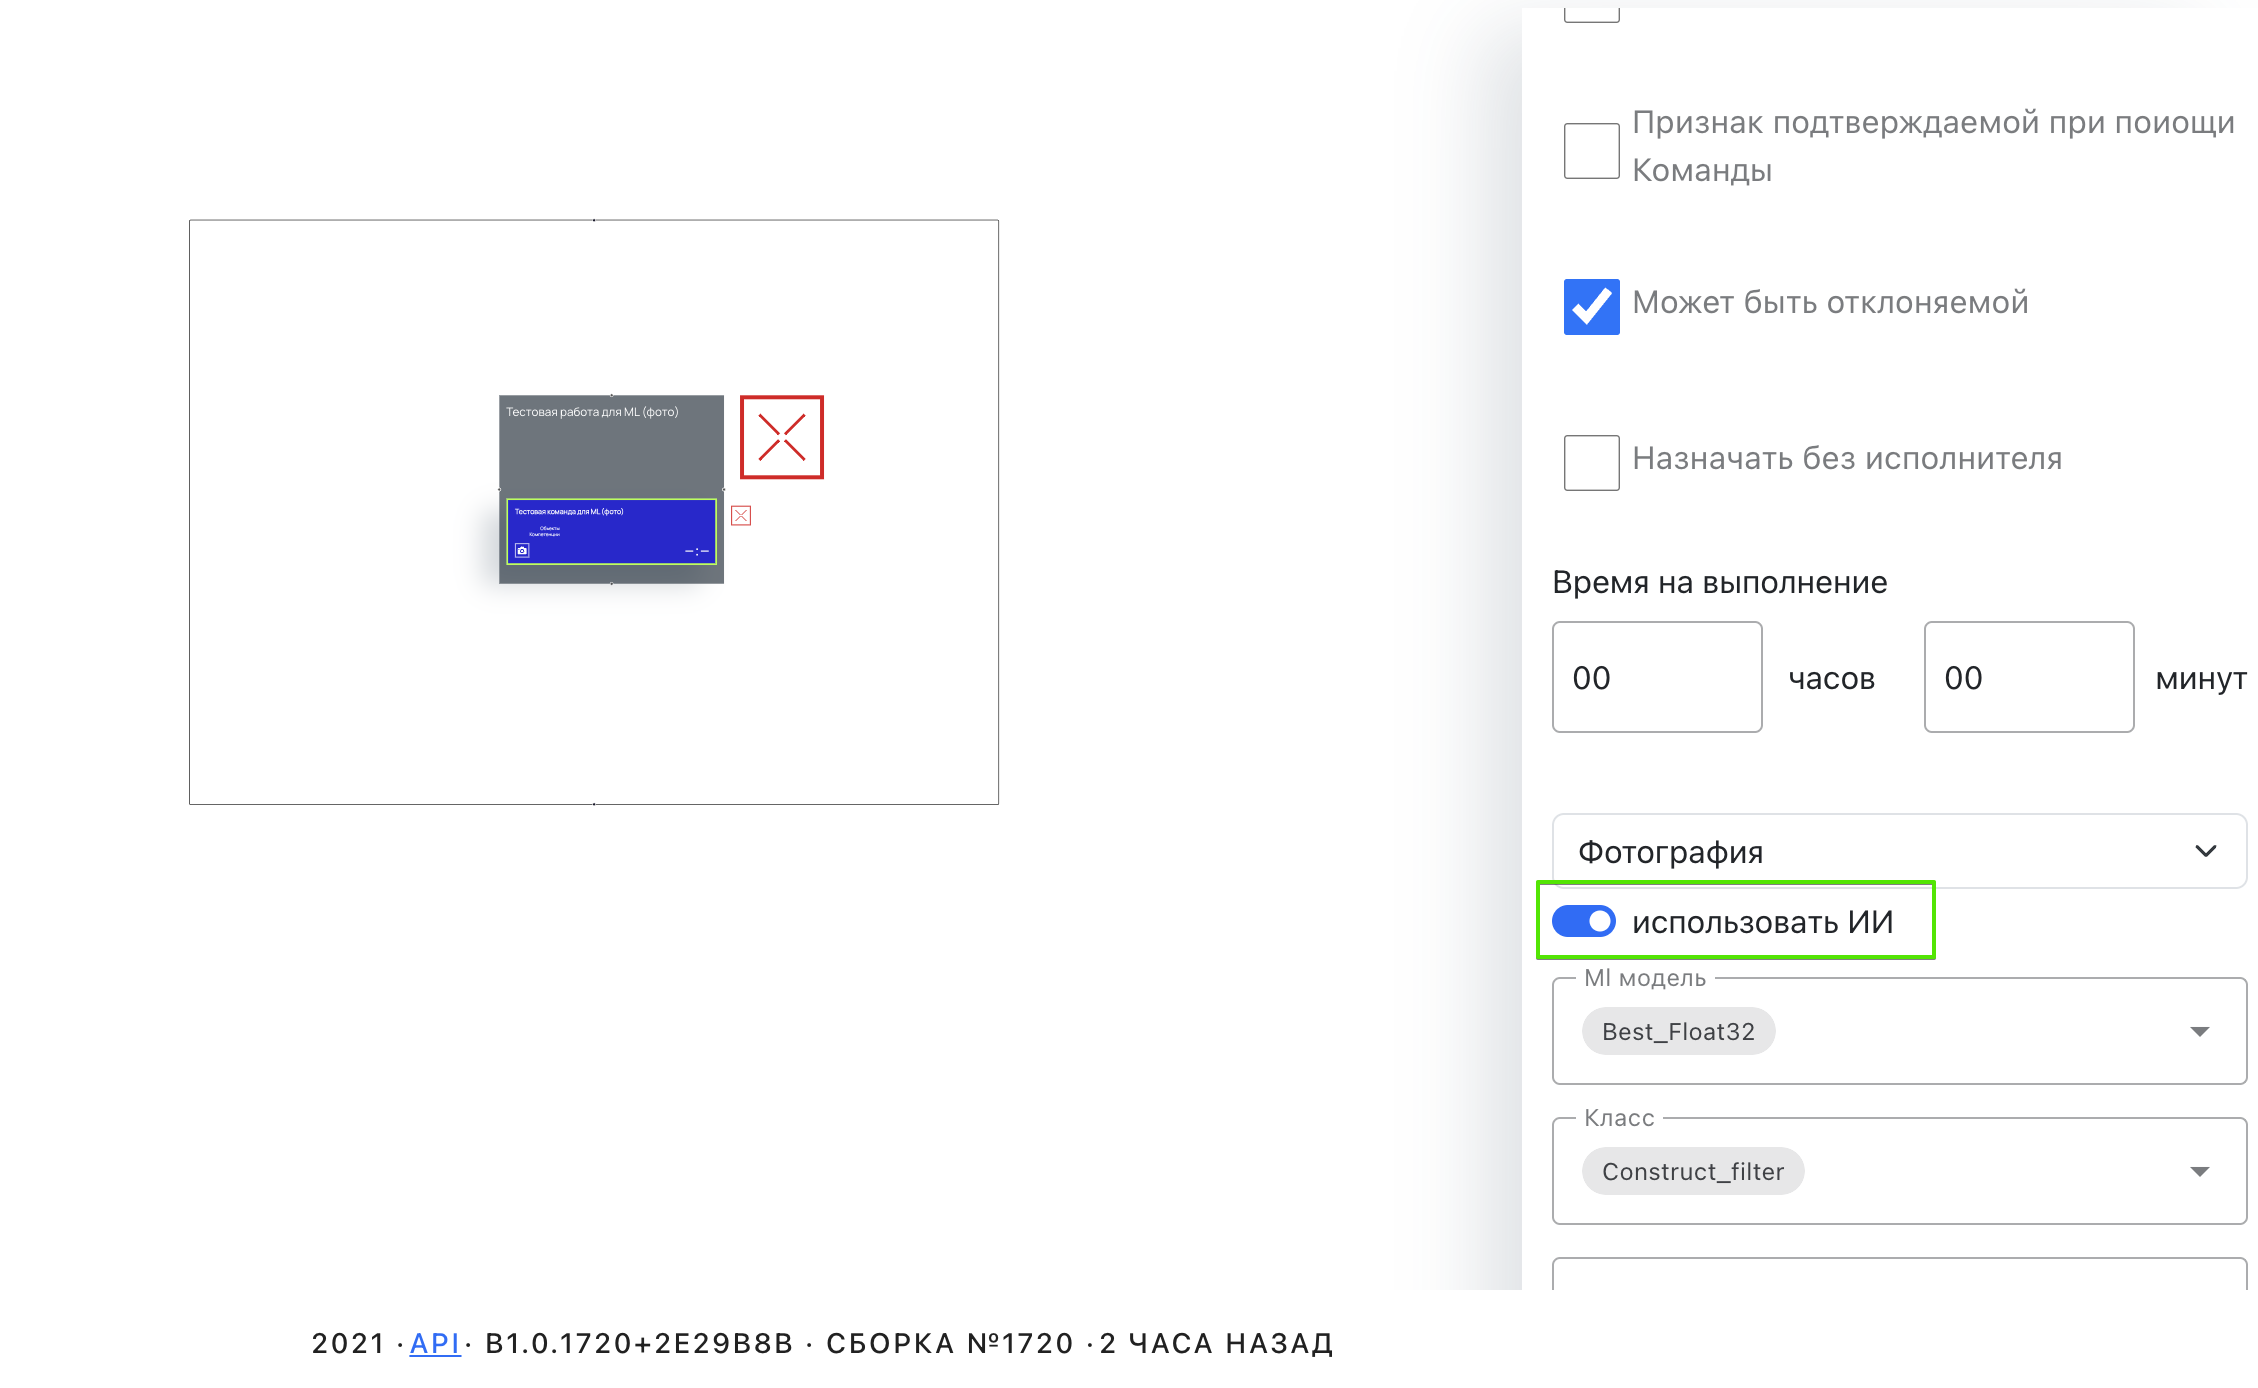 Тестовая работа для ML (фото)
Тестовая команда для ML (фото)
Объекты
Компетенции
–:–
Признак подтверждаемой при поиощи
Команды
Может быть отклоняемой
Назначать без исполнителя
Время на выполнение
00 часов 00 минут
Фотография
использовать ИИ
Ml модель
Best_Float32
Класс
Construct_filter
2021 · API · B1.0.1720+2E29B8B · СБОРКА №1720 · 2 ЧАСА НАЗАД